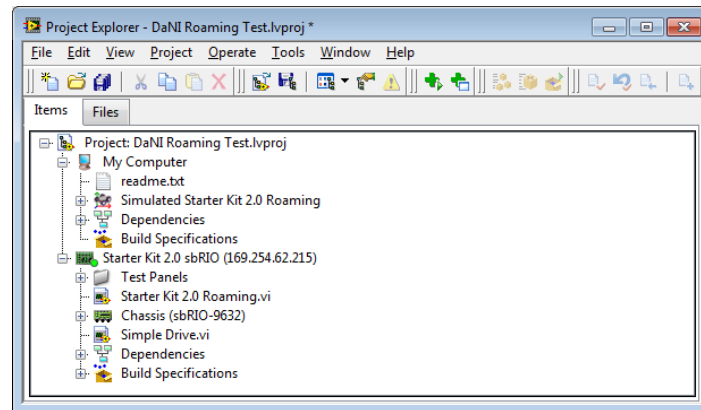 Project Explorer - DaNI Roaming Test.lvproj *
File Edit View Project Operate Tools Window Help
Items Files
Project: DaNI Roaming Test.lvproj
My Computer
readme.txt
Simulated Starter Kit 2.0 Roaming
Dependencies
Build Specifications
Starter Kit 2.0 sbRIO (169.254.62.215)
Test Panels
Starter Kit 2.0 Roaming.vi
Chassis (sbRIO-9632)
Simple Drive.vi
Dependencies
Build Specifications